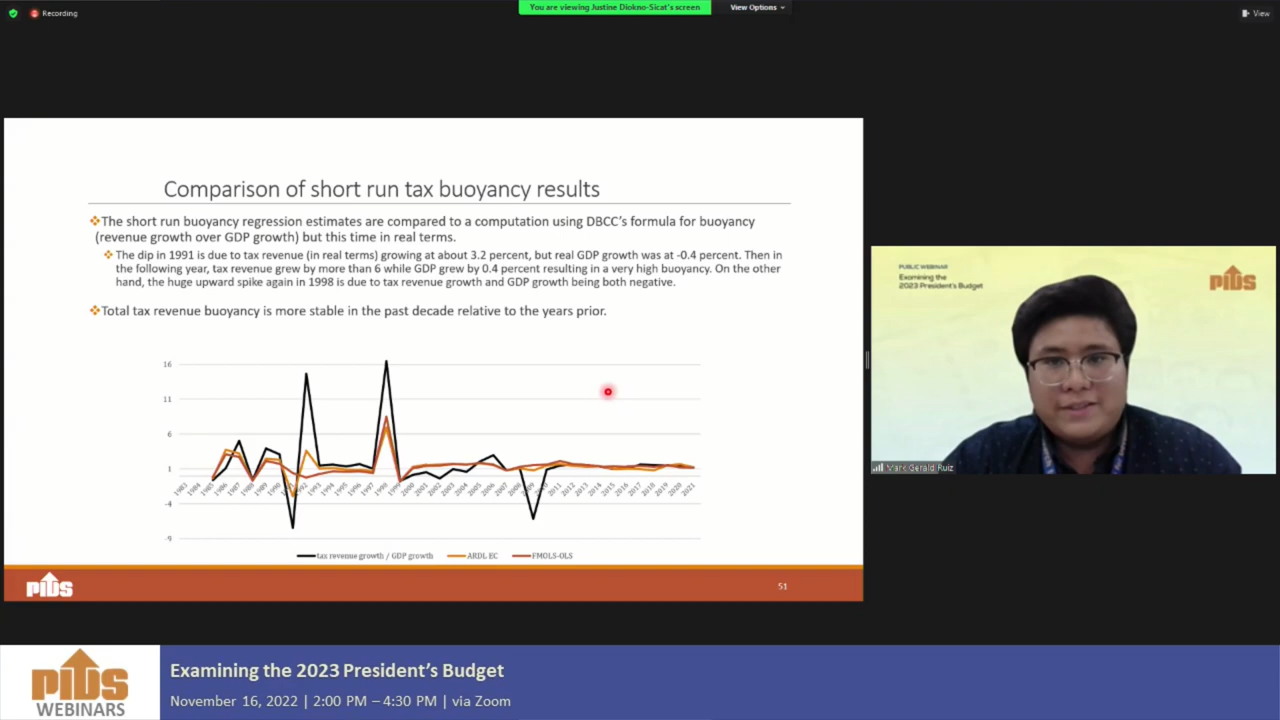 Recording
You are viewing Justine Diokno-Sicat's screen
View Options
View
Comparison of short run tax buoyancy results
The short run buoyancy regression estimates are compared to a computation using DBCC's formula for buoyancy
(revenue growth over GDP growth) but this time in real terms.
The dip in 1991 is due to tax revenue (in real terms) growing at about 3.2 percent, but real GDP growth was at -0.4 percent. Then in
the following year, tax revenue grew by more than 6 while GDP grew by 0.4 percent resulting in a very high buoyancy. On the other
hand, the huge upward spike again in 1998 is due to tax revenue growth and GDP growth being both negative.
Total tax revenue buoyancy is more stable in the past decade relative to the years prior.
16
11
6
1
-4
-9
tax revenue growth / GDP growth
ARDL EC
FMOLS-OLS
PIDS
51
PUBLIC WEBINAR
Examining the
2023 President's Budget
PIDS
Mark Gerald Ruiz
PIDS
WEBINARS
Examining the 2023 President's Budget
November 16, 2022 | 2:00 PM – 4:30 PM | via Zoom